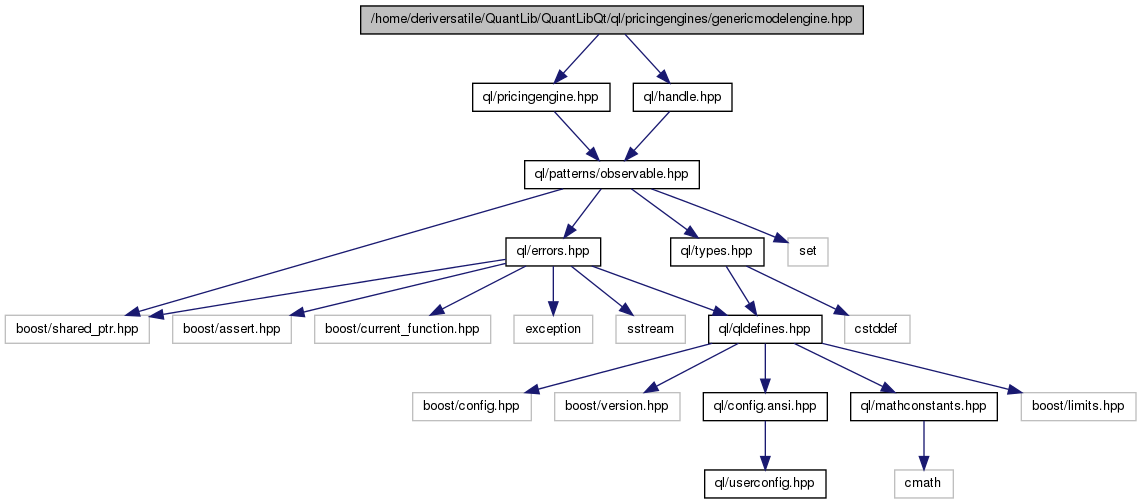 /home/deriversatile/QuantLib/QuantLibQt/ql/pricingengines/genericmodelengine.hpp
ql/pricingengine.hpp
ql/handle.hpp
ql/patterns/observable.hpp
ql/errors.hpp
ql/types.hpp
set
boost/shared_ptr.hpp
boost/assert.hpp
boost/current_function.hpp
exception
sstream
ql/qldefines.hpp
cstddef
boost/config.hpp
boost/version.hpp
ql/config.ansi.hpp
ql/mathconstants.hpp
boost/limits.hpp
ql/userconfig.hpp
cmath